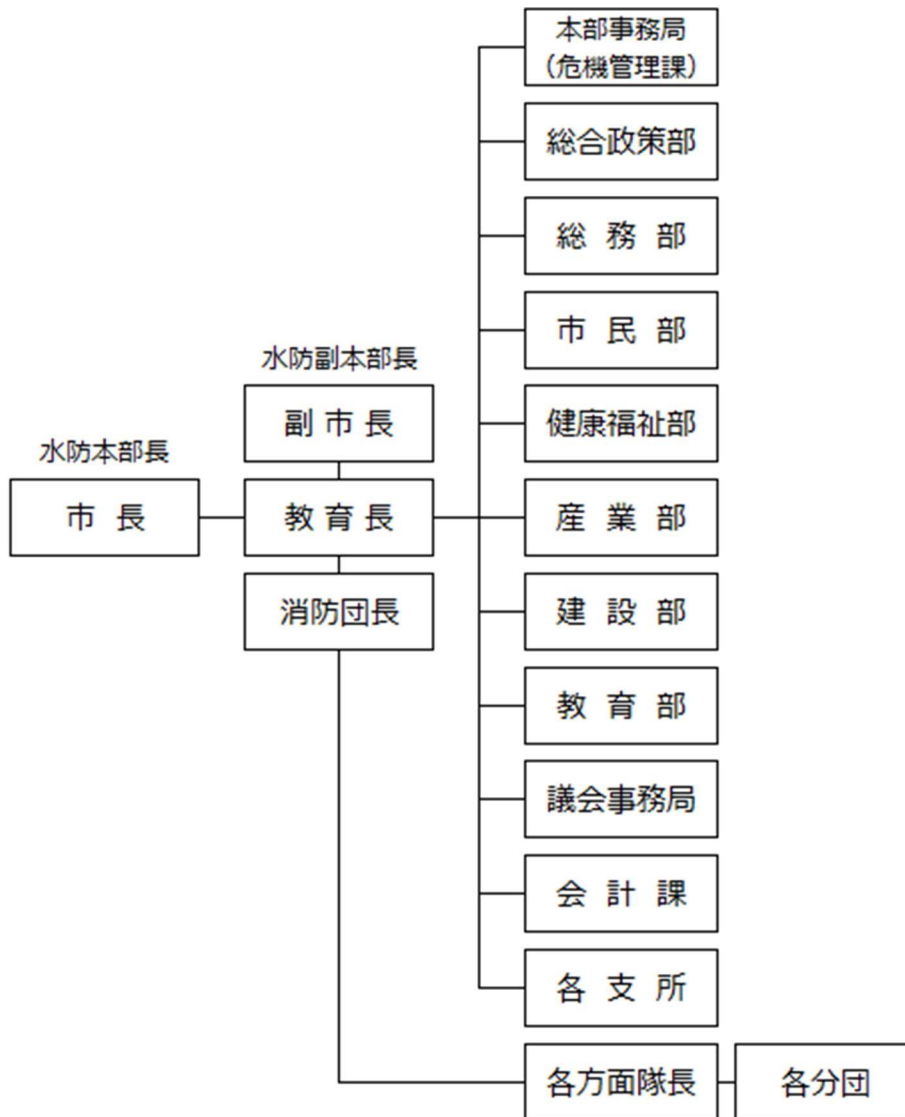 水防本部長
市長
水防副本部長
副市長
教育長
消防団長
本部事務局
（危機管理課）
総合政策部
総務部
市民部
健康福祉部
産業部
建設部
教育部
議会事務局
会計課
各支所
各方面隊長
各分団